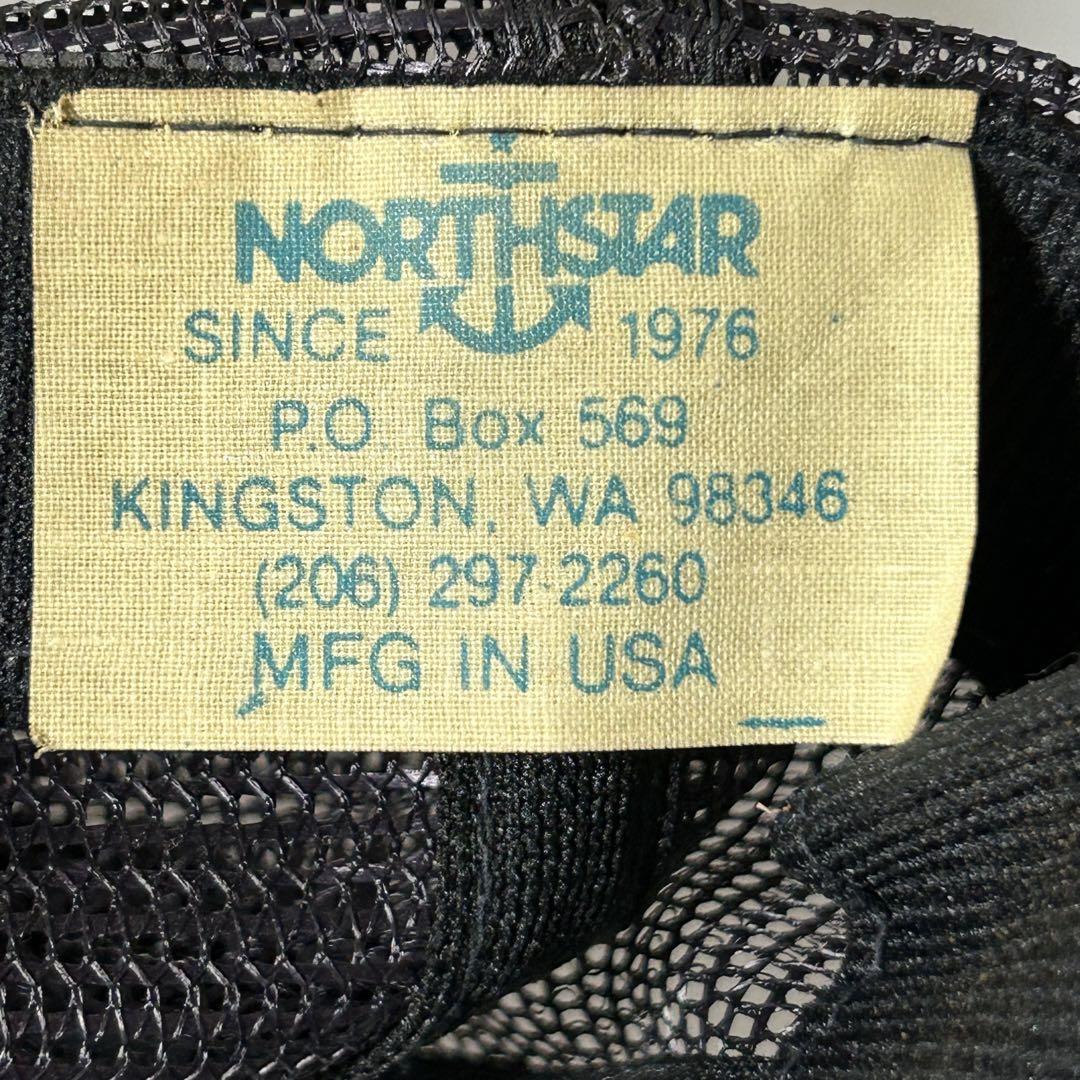 NORTHSTAR
SINCE 1976
P.O. Box 569
KINGSTON, WA 98346
(206) 297-2260
MFG IN USA